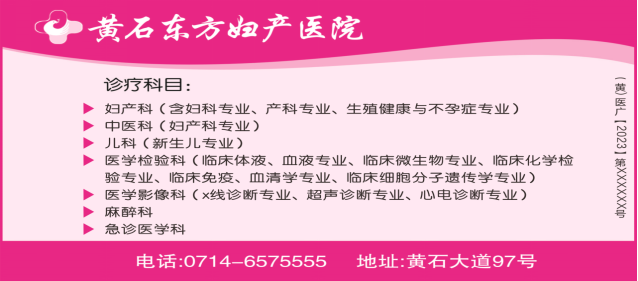 黄石东方妇产医院
诊疗科目：
妇产科（含妇科专业、产科专业、生殖健康与不孕症专业）
中医科（妇产科专业）
儿科（新生儿专业）
医学检验科（临床体液、血液专业、临床微生物专业、临床化学检
验专业、临床免疫、血清学专业、临床细胞分子遗传学专业）
医学影像科（×线诊断专业、超声诊断专业、心电诊断专业）
麻醉科
急诊医学科
（黄）医广【2023】第XXXXXX号
电话:0714-6575555 地址:黄石大道97号